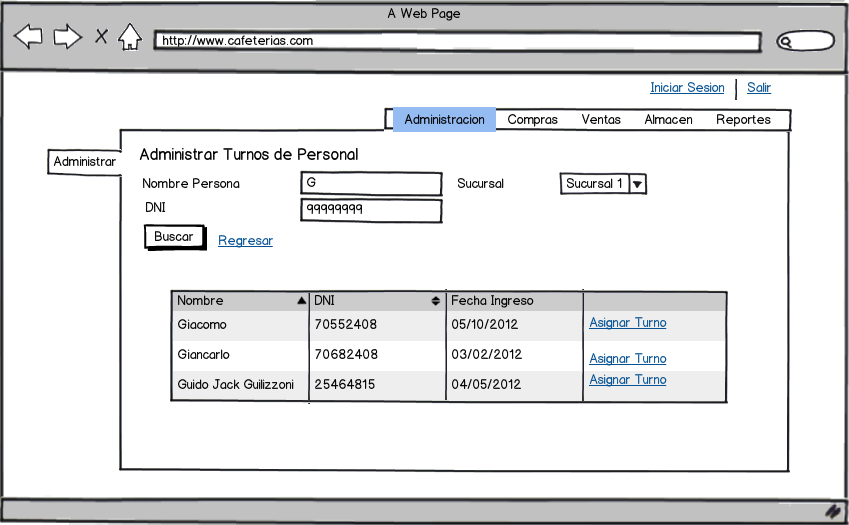 A Web Page
http://www.cafeterias.com
Iniciar Sesion Salir
Administracion Compras Ventas Almacen Reportes
Administrar
Administrar Turnos de Personal
Nombre Persona G Sucursal Sucursal 1
DNI 99999999
Buscar Regresar
Nombre DNI Fecha Ingreso
Giacomo 70552408 05/10/2012 Asignar Turno
Giancarlo 70682408 03/02/2012 Asignar Turno
Guido Jack Guilizzoni 25464815 04/05/2012 Asignar Turno